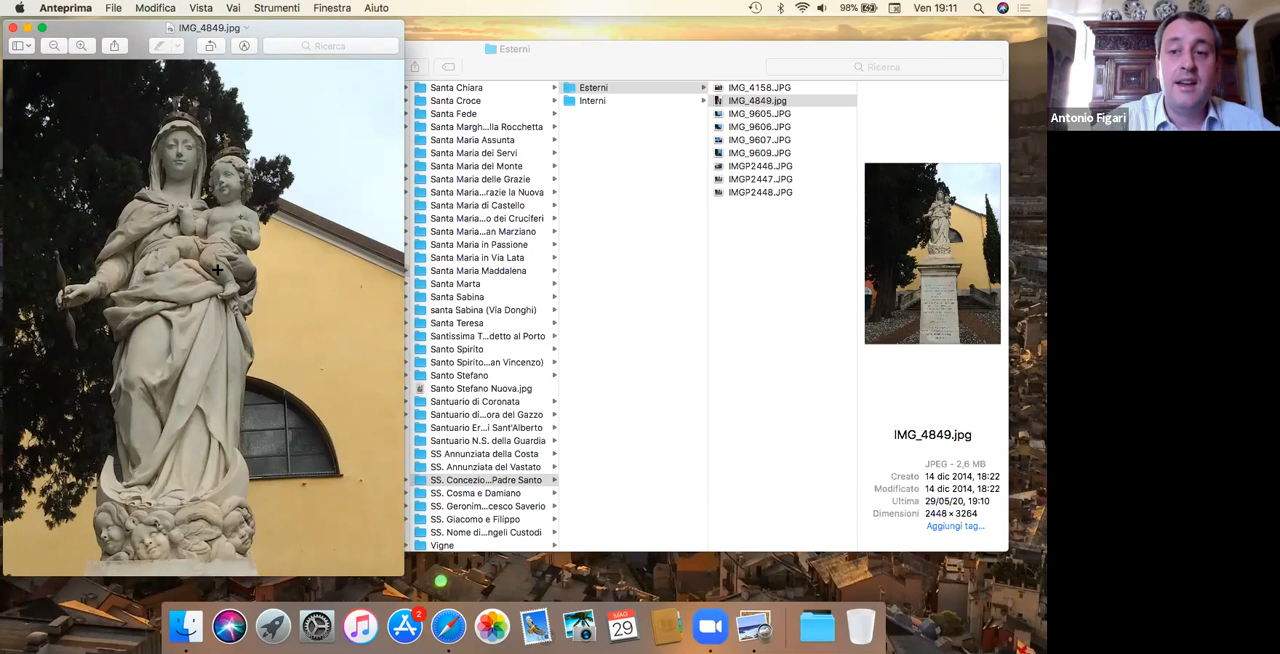 Anteprima File Modifica Vista Vai Strumenti Finestra Aiuto 98% Ven 19:11
IMG_4849.jpg
Ricerca
Esterni
Ricerca
Santa Chiara
Santa Croce
Santa Fede
Santa Margh...lla Rocchetta
Santa Maria Assunta
Santa Maria dei Servi
Santa Maria del Monte
Santa Maria delle Grazie
Santa Maria...razie la Nuova
Santa Maria di Castello
Santa Maria...o dei Cruciferi
Santa Maria...an Marziano
Santa Maria in Passione
Santa Maria in Via Lata
Santa Maria Maddalena
Santa Marta
Santa Sabina
santa Sabina (Via Donghi)
Santa Teresa
Santissima T...detto al Porto
Santo Spirito
Santo Spirito...an Vincenzo)
Santo Stefano
Santo Stefano Nuova.jpg
Santuario di Coronata
Santuario di...ora del Gazzo
Santuario Er...i Sant'Alberto
Santuario N.S. della Guardia
SS Annunziata della Costa
SS. Annunziata del Vastato
SS. Concezio...Padre Santo
SS. Cosma e Damiano
SS. Geronim...cesco Saverio
SS. Giacomo e Filippo
SS. Nome di...ngeli Custodi
Vigne
Esterni
Interni
IMG_4158.JPG
IMG_4849.jpg
IMG_9605.JPG
IMG_9606.JPG
IMG_9607.JPG
IMG_9609.JPG
IMGP2446.JPG
IMGP2447.JPG
IMGP2448.JPG
IMG_4849.jpg
JPEG - 2,6 MB
Creato 14 dic 2014, 18:22
Modificato 14 dic 2014, 18:22
Ultima 29/05/20, 19:10
Dimensioni 2448 × 3264
Aggiungi tag...
Antonio Figari
2
MAG
29